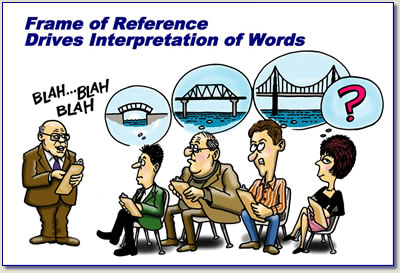 Frame of Reference
Drives Interpretation of Words
BLAH...BLAH
BLAH
?